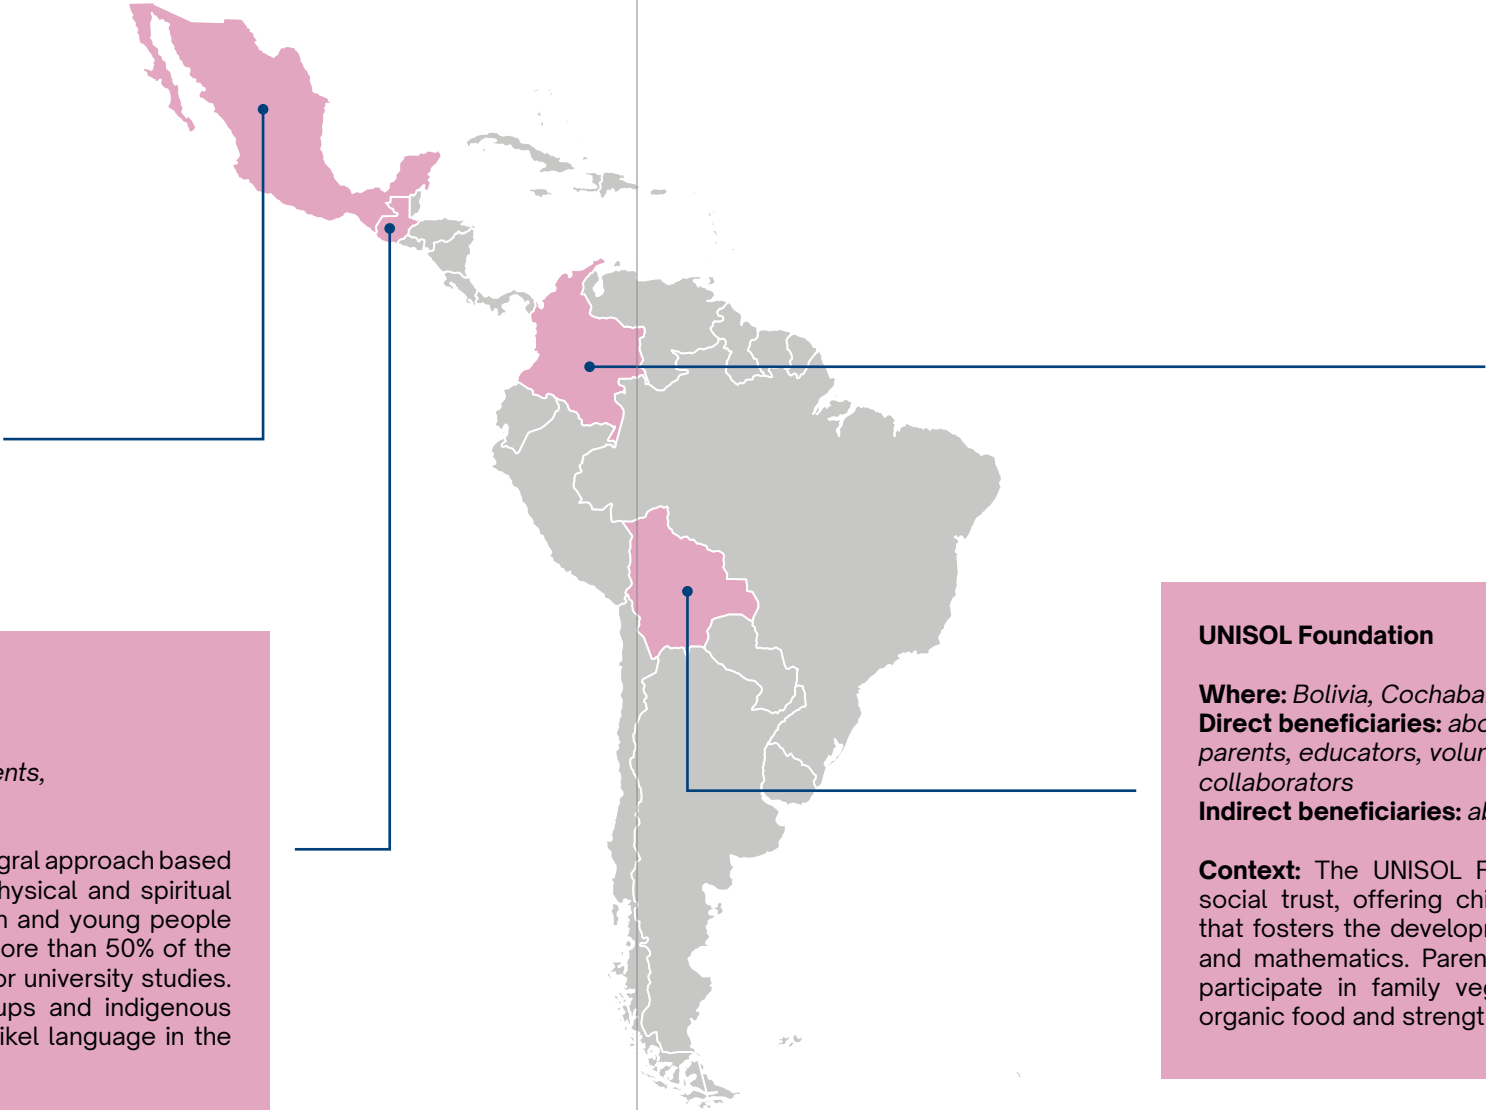 ents,
gral approach based
hysical and spiritual
n and young people
ore than 50% of the
or university studies.
ups and indigenous
ikel language in the
UNISOL Foundation
Where: Bolivia, Cochaba
Direct beneficiaries: abo
parents, educators, volun
collaborators
Indirect beneficiaries: ab
Context: The UNISOL F
social trust, offering chi
that fosters the developm
and mathematics. Paren
participate in family veg
organic food and strengt